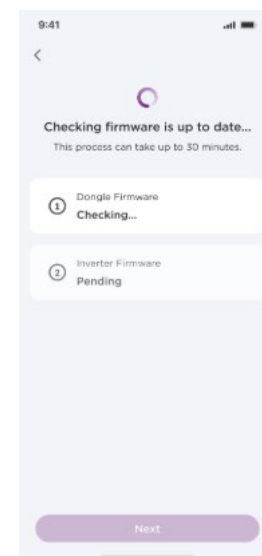 9:41
Checking firmware is up to date...
This process can take up to 30 minutes.
1
Dongle Firmware
Checking...
2
Inverter Firmware
Pending
Next